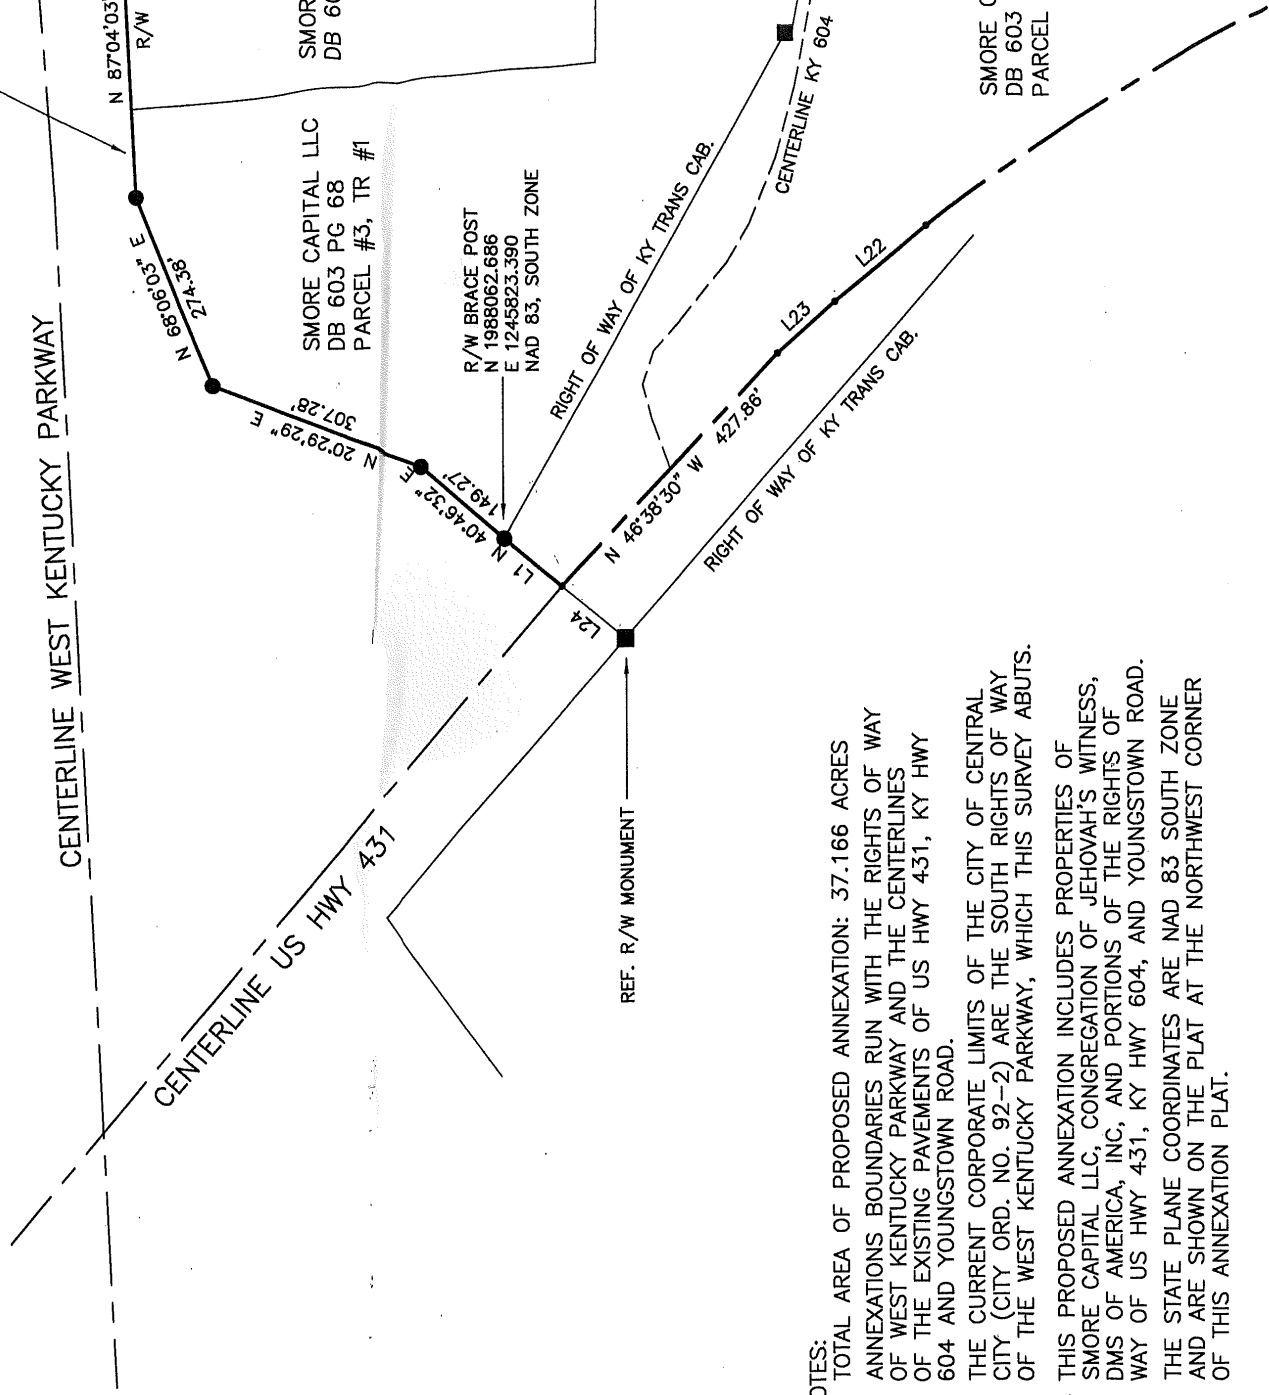 CENTERLINE WEST KENTUCKY PARKWAY
N 87°04'03"
R/W
SMOR
DB 60
N 68°06'03" E
274.38'
SMORE CAPITAL LLC
DB 603 PG 68
PARCEL #3, TR #1
N 20°29'29" E
307.28'
N 40°46'32" E
149.27'
R/W BRACE POST
N 1988062.686
E 1245823.390
NAD 83, SOUTH ZONE
RIGHT OF WAY OF KY TRANS CAB.
CENTERLINE KY 604
SMORE C
DB 603
PARCEL
L1
L24
L23
L22
N 46°38'30" W 427.86'
RIGHT OF WAY OF KY TRANS CAB.
CENTERLINE US HWY 431
REF. R/W MONUMENT
OTES:
TOTAL AREA OF PROPOSED ANNEXATION: 37.166 ACRES
ANNEXATIONS BOUNDARIES RUN WITH THE RIGHTS OF WAY
OF WEST KENTUCKY PARKWAY AND THE CENTERLINES
OF THE EXISTING PAVEMENTS OF US HWY 431, KY HWY
604 AND YOUNGSTOWN ROAD.
THE CURRENT CORPORATE LIMITS OF THE CITY OF CENTRAL
CITY (CITY ORD. NO. 92-2) ARE THE SOUTH RIGHTS OF WAY
OF THE WEST KENTUCKY PARKWAY, WHICH THIS SURVEY ABUTS.
THIS PROPOSED ANNEXATION INCLUDES PROPERTIES OF
SMORE CAPITAL LLC, CONGREGATION OF JEHOVAH'S WITNESS,
DMS OF AMERICA, INC, AND PORTIONS OF THE RIGHTS OF
WAY OF US HWY 431, KY HWY 604, AND YOUNGSTOWN ROAD.
THE STATE PLANE COORDINATES ARE NAD 83 SOUTH ZONE
AND ARE SHOWN ON THE PLAT AT THE NORTHWEST CORNER
OF THIS ANNEXATION PLAT.